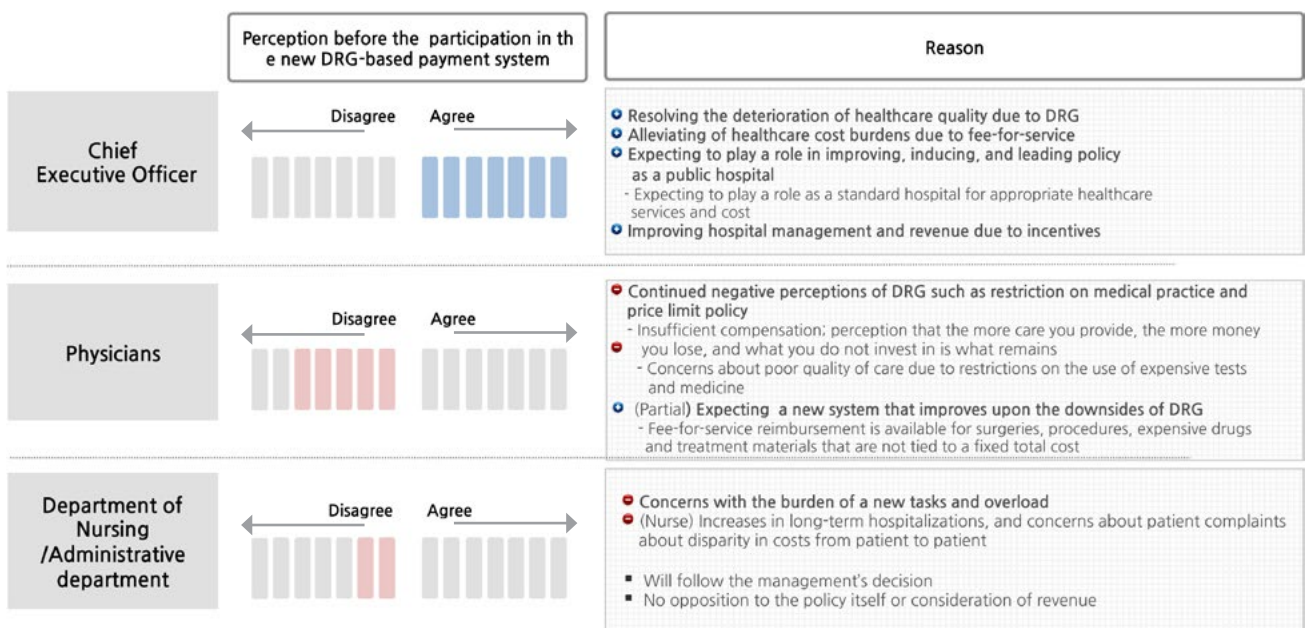 Perception before the participation in th
e new DRG-based payment system
Reason
Chief
Executive Officer
Disagree Agree
Resolving the deterioration of healthcare quality due to DRG
Alleviating of healthcare cost burdens due to fee-for-service
Expecting to play a role in improving, inducing, and leading policy
as a public hospital
- Expecting to play a role as a standard hospital for appropriate healthcare
services and cost
Improving hospital management and revenue due to incentives
Physicians
Disagree Agree
Continued negative perceptions of DRG such as restriction on medical practice and
price limit policy
- Insufficient compensation; perception that the more care you provide, the more money
you lose, and what you do not invest in is what remains
- Concerns about poor quality of care due to restrictions on the use of expensive tests
and medicine
(Partial) Expecting a new system that improves upon the downsides of DRG
- Fee-for-service reimbursement is available for surgeries, procedures, expensive drugs
and treatment materials that are not tied to a fixed total cost
Department of
Nursing
/Administrative
department
Disagree Agree
Concerns with the burden of a new tasks and overload
(Nurse) Increases in long-term hospitalizations, and concerns about patient complaints
about disparity in costs from patient to patient
▪ Will follow the management's decision
▪ No opposition to the policy itself or consideration of revenue